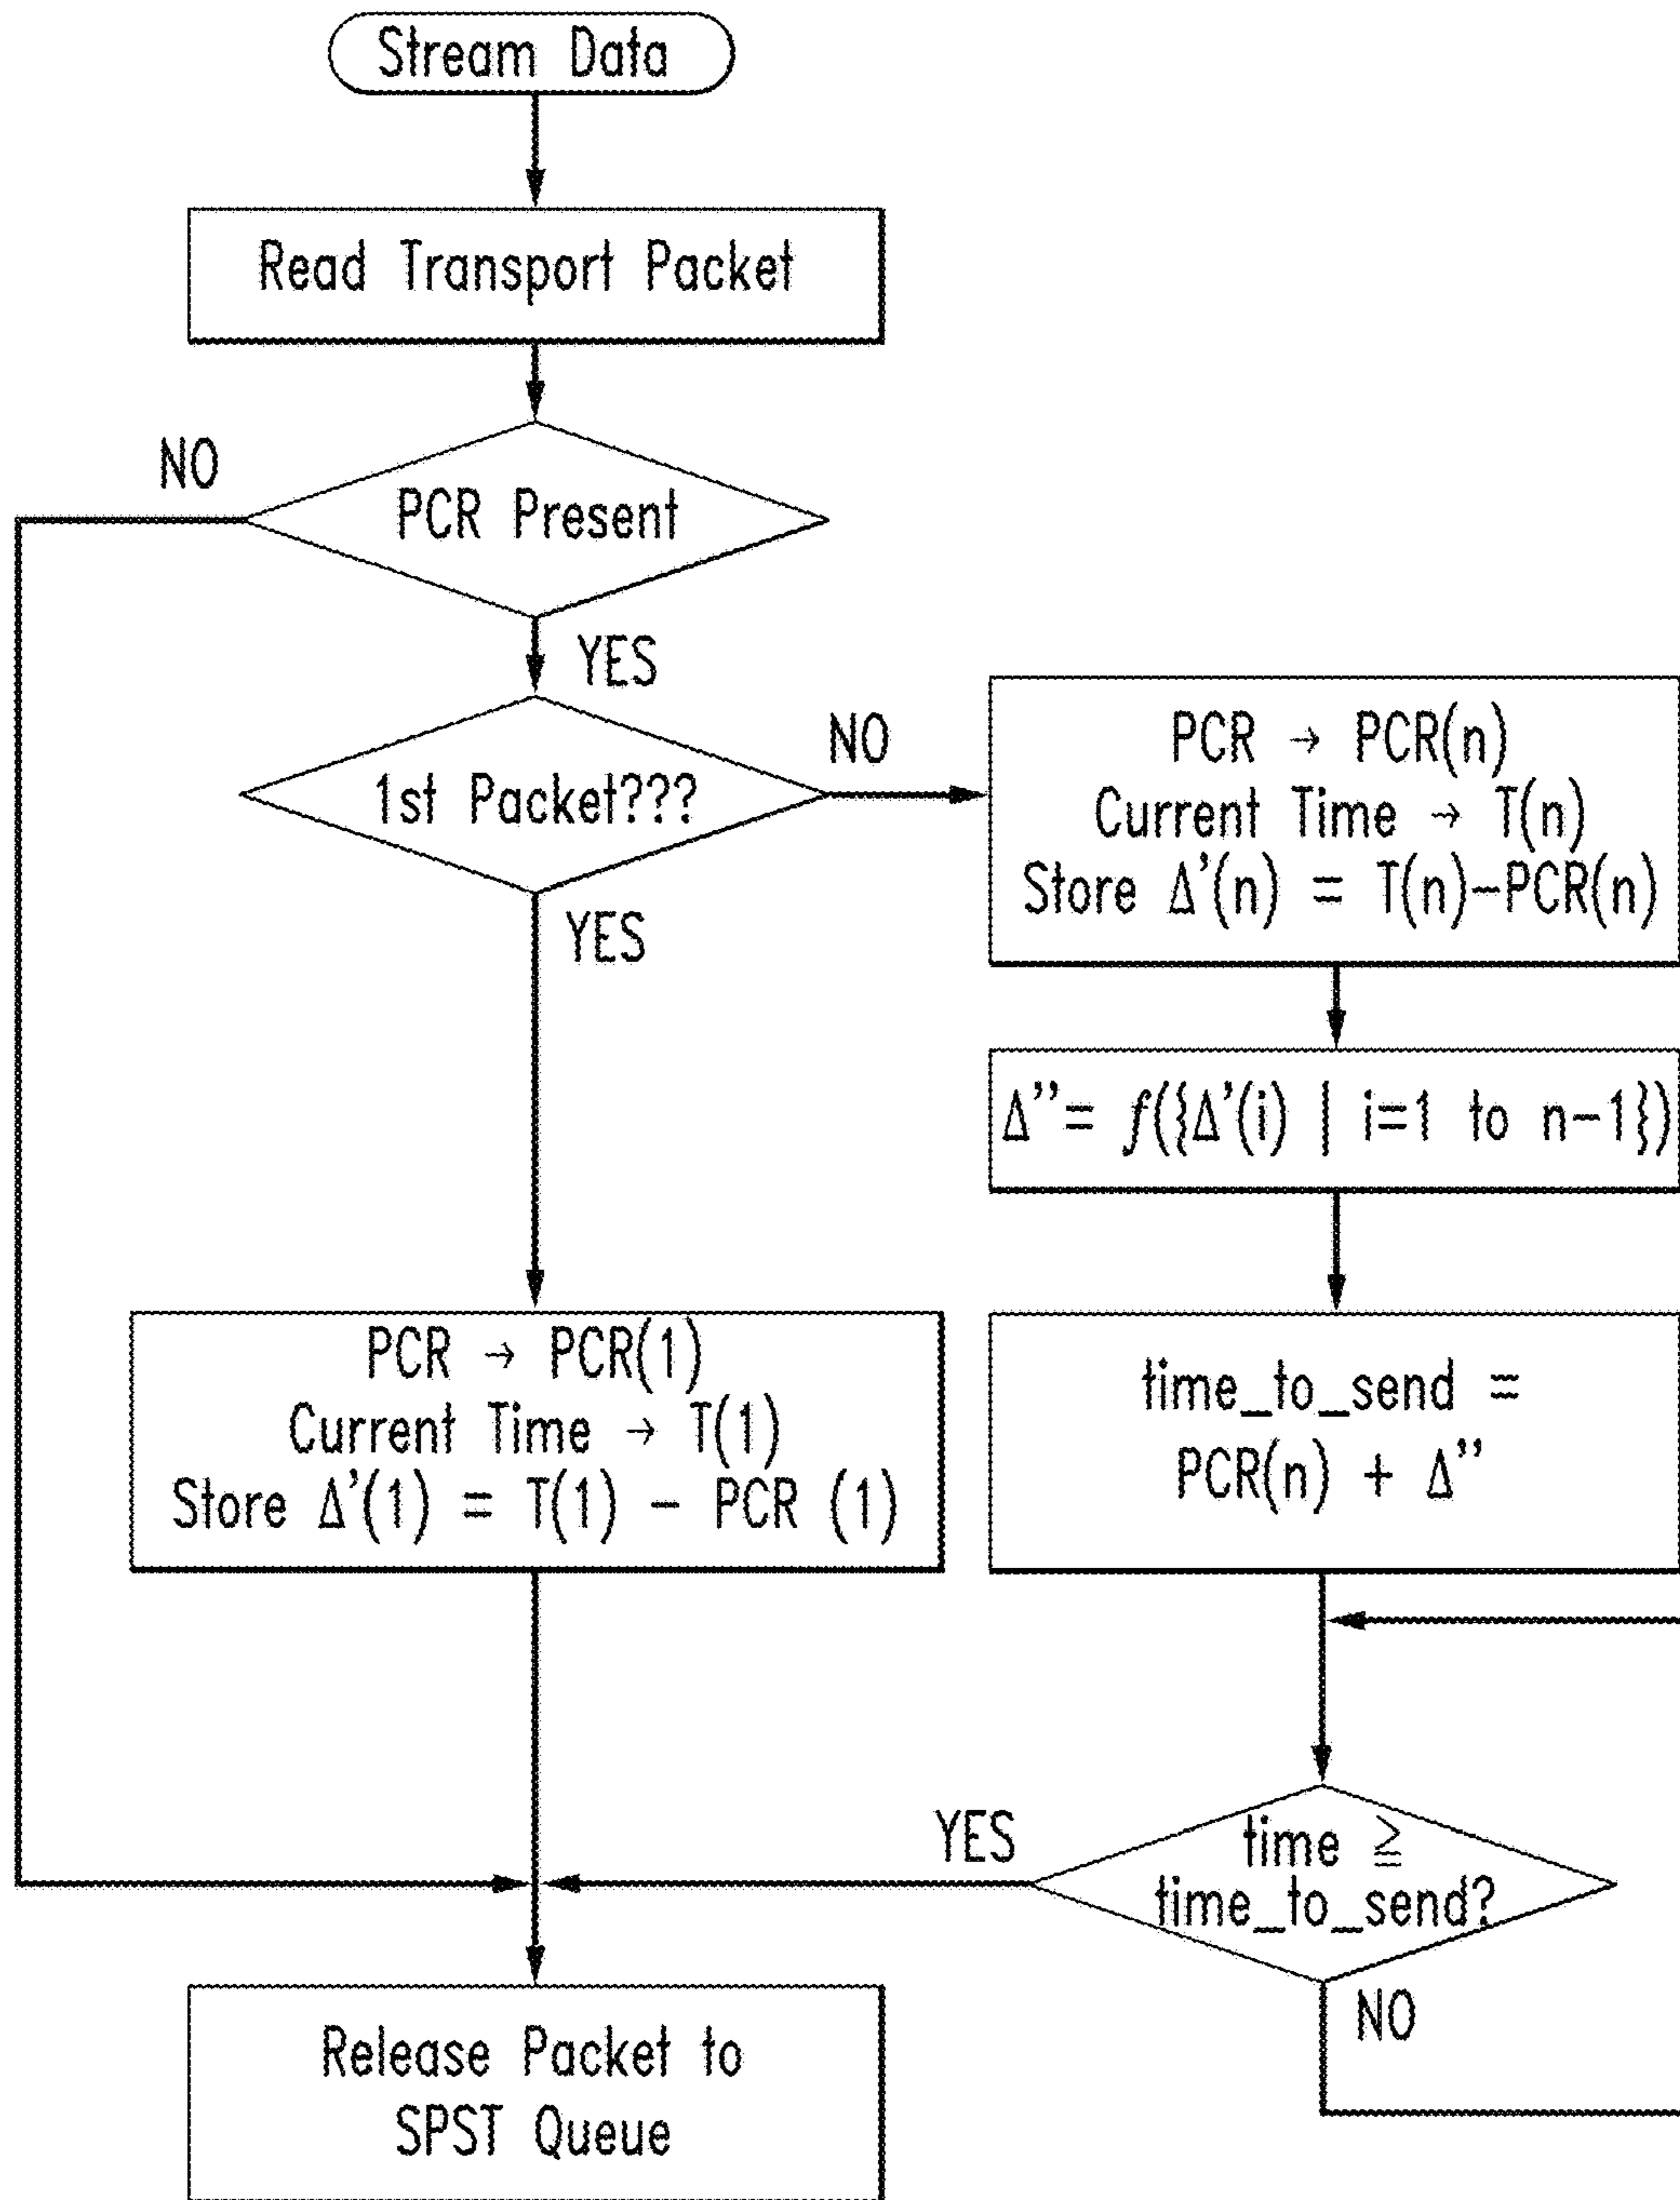 Stream Data
Read Transport Packet
NO
PCR Present
YES
1st Packet???
NO
YES
PCR → PCR(n)
Current Time → T(n)
Store Δ'(n) = T(n)-PCR(n)
Δ''= f({Δ'(i) | i=1 to n-1})
PCR → PCR(1)
Current Time → T(1)
Store Δ'(1) = T(1) - PCR (1)
time_to_send =
PCR(n) + Δ''
YES
time ≧
time_to_send?
NO
Release Packet to
SPST Queue